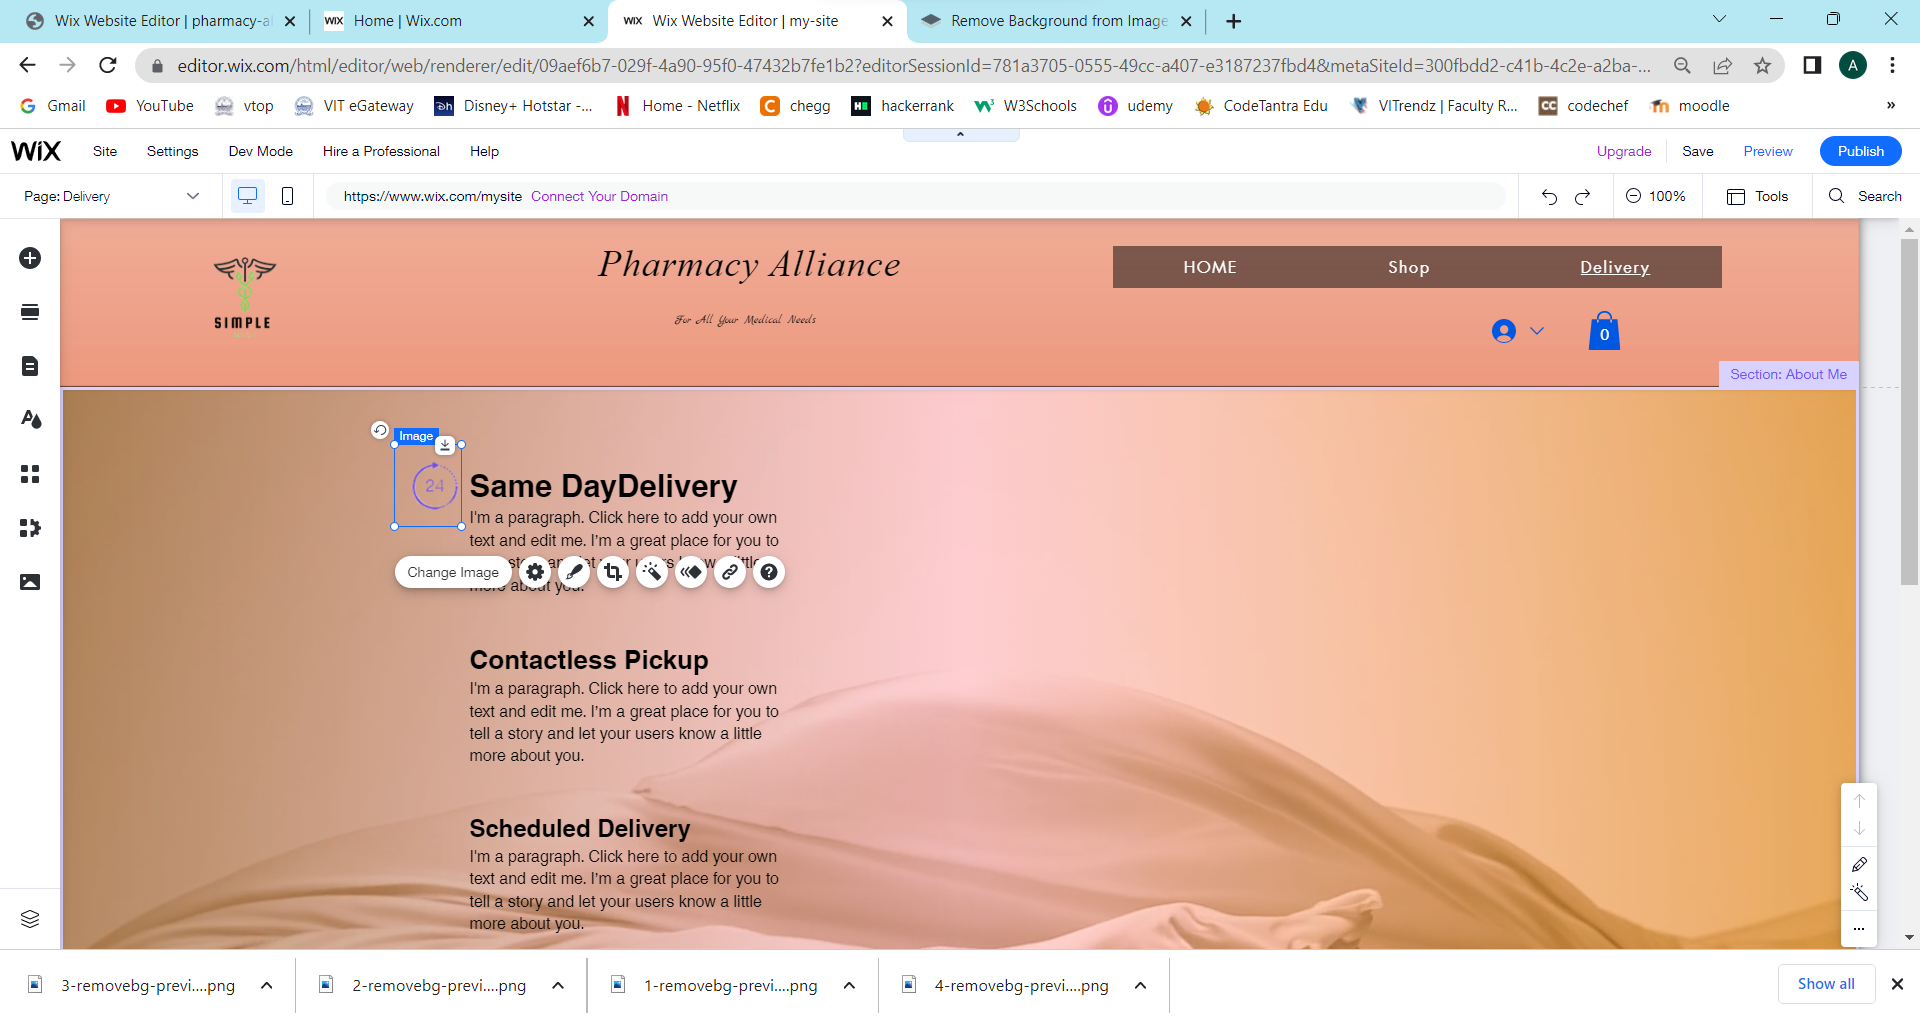 Wix Website Editor | pharmacy-al
Home | Wix.com
Wix Website Editor | my-site
Remove Background from Image
editor.wix.com/html/editor/web/renderer/edit/09aef6b7-029f-4a90-95f0-47432b7fe1b2?editorSessionId=781a3705-0555-49cc-a407-e3187237fbd4&metaSiteId=300fbdd2-c41b-4c2e-a2ba-...
A
Gmail YouTube vtop VIT eGateway Disney+ Hotstar -... Home - Netflix chegg hackerrank W3Schools udemy CodeTantra Edu VITrendz | Faculty R... codechef moodle »
WIX Site Settings Dev Mode Hire a Professional Help Upgrade Save Preview Publish
Page: Delivery https://www.wix.com/mysite Connect Your Domain 100% Tools Search
SIMPLE
Pharmacy Alliance
For All Your Medical Needs
HOME Shop Delivery
0
Section: About Me
Image
24
Same DayDelivery
I'm a paragraph. Click here to add your own
text and edit me. I'm a great place for you to
Change Image
more about you.
Contactless Pickup
I'm a paragraph. Click here to add your own
text and edit me. I'm a great place for you to
tell a story and let your users know a little
more about you.
Scheduled Delivery
I'm a paragraph. Click here to add your own
text and edit me. I'm a great place for you to
tell a story and let your users know a little
more about you.
3-removebg-previ....png
2-removebg-previ....png
1-removebg-previ....png
4-removebg-previ....png
Show all